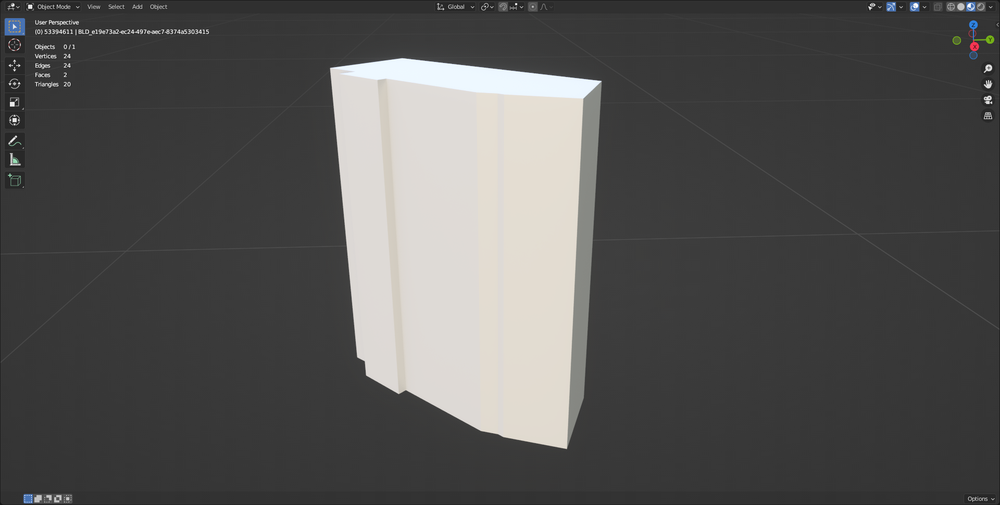 Object Mode View Select Add Object Global
User Perspective
(0) 53394611 | BLD_e19e73a2-ec24-497e-aec7-8374a5303415
Objects 0 / 1
Vertices 24
Edges 24
Faces 2
Triangles 20
Z
Y
X
Options